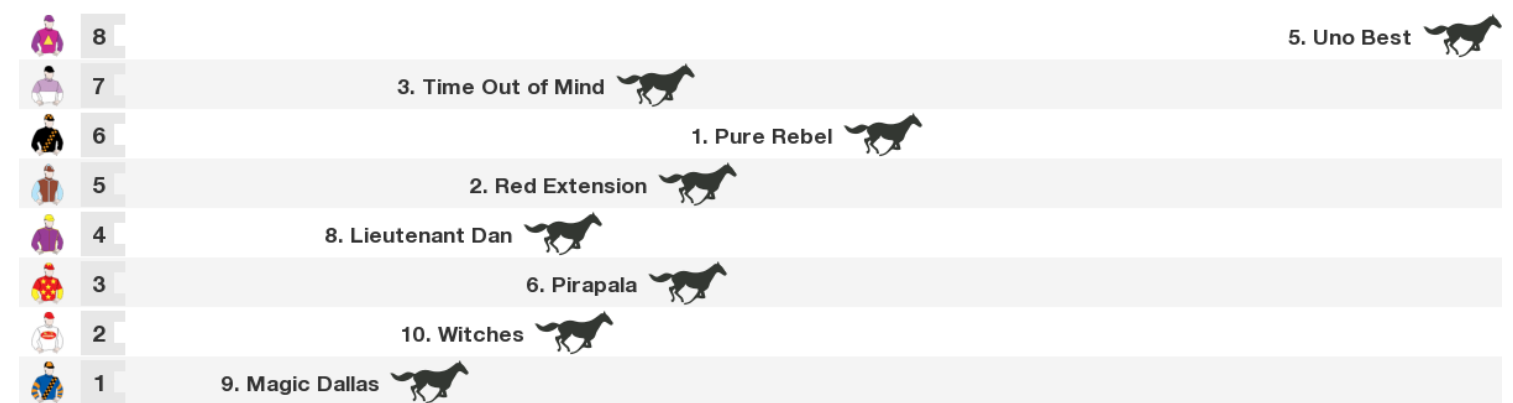 8 5. Uno Best
7 3. Time Out of Mind
6 1. Pure Rebel
5 2. Red Extension
4 8. Lieutenant Dan
3 6. Pirapala
2 10. Witches
1 9. Magic Dallas